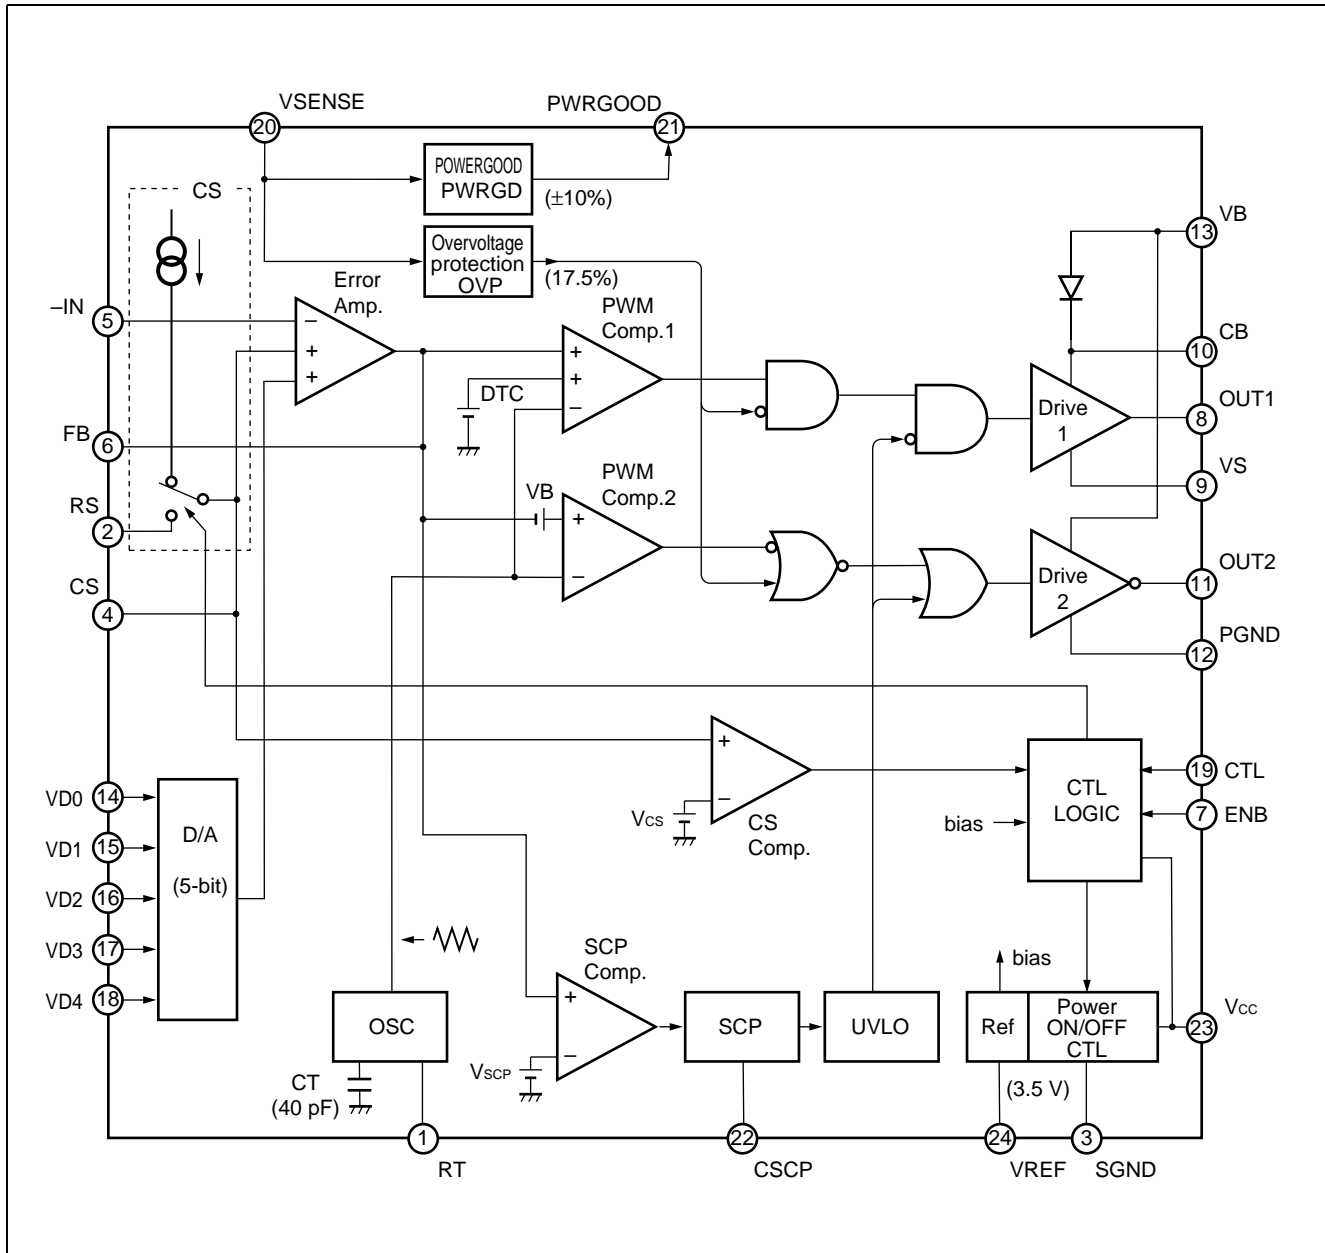 VSENSE
20
PWRGOOD
21
CS
POWERGOOD
PWRGD
(±10%)
Overvoltage
protection
OVP
(17.5%)
VB
13
–IN
5
Error
Amp.
–
+
+
PWM
Comp.1
+
+
–
DTC
CB
10
OUT1
8
Drive
1
VS
9
FB
6
RS
2
VB
PWM
Comp.2
+
–
CS
4
Drive
2
OUT2
11
PGND
12
+
–
VCS
CS
Comp.
CTL
LOGIC
bias
19
CTL
7
ENB
VD0
14
VD1
15
VD2
16
VD3
17
VD4
18
D/A
(5-bit)
OSC
CT
(40 pF)
SCP
Comp.
+
–
VSCP
SCP
UVLO
bias
Ref
Power
ON/OFF
CTL
(3.5 V)
VCC
23
1
RT
22
CSCP
24
VREF
3
SGND